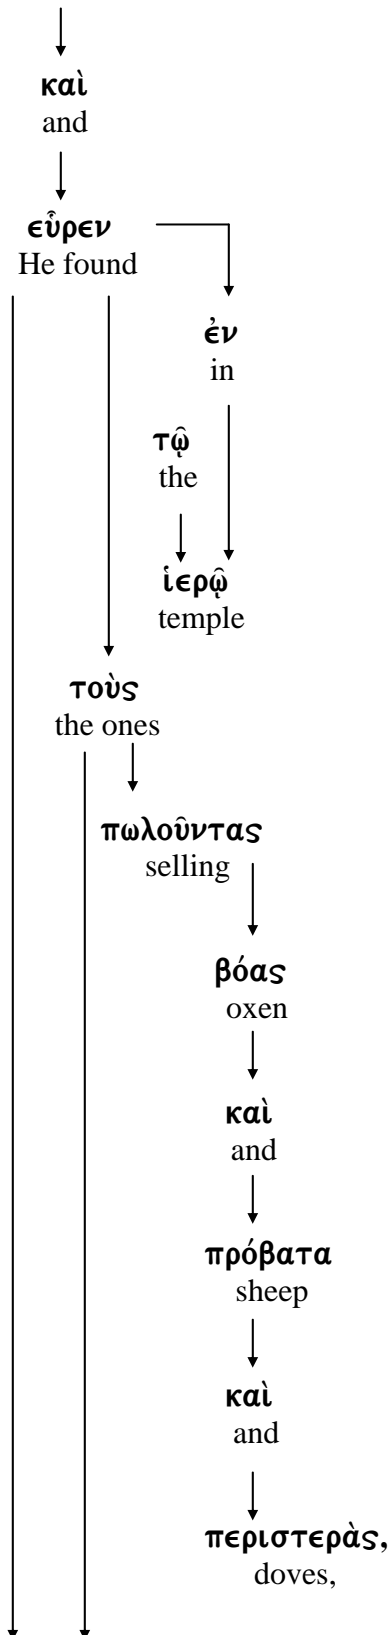 καὶ
and
εὗρεν
He found
ἐν
in
τῷ
the
ἱερῷ
temple
τοὺς
the ones
πωλοῦντας
selling
βόας
oxen
καὶ
and
πρόβατα
sheep
καὶ
and
περιστερὰς,
doves,